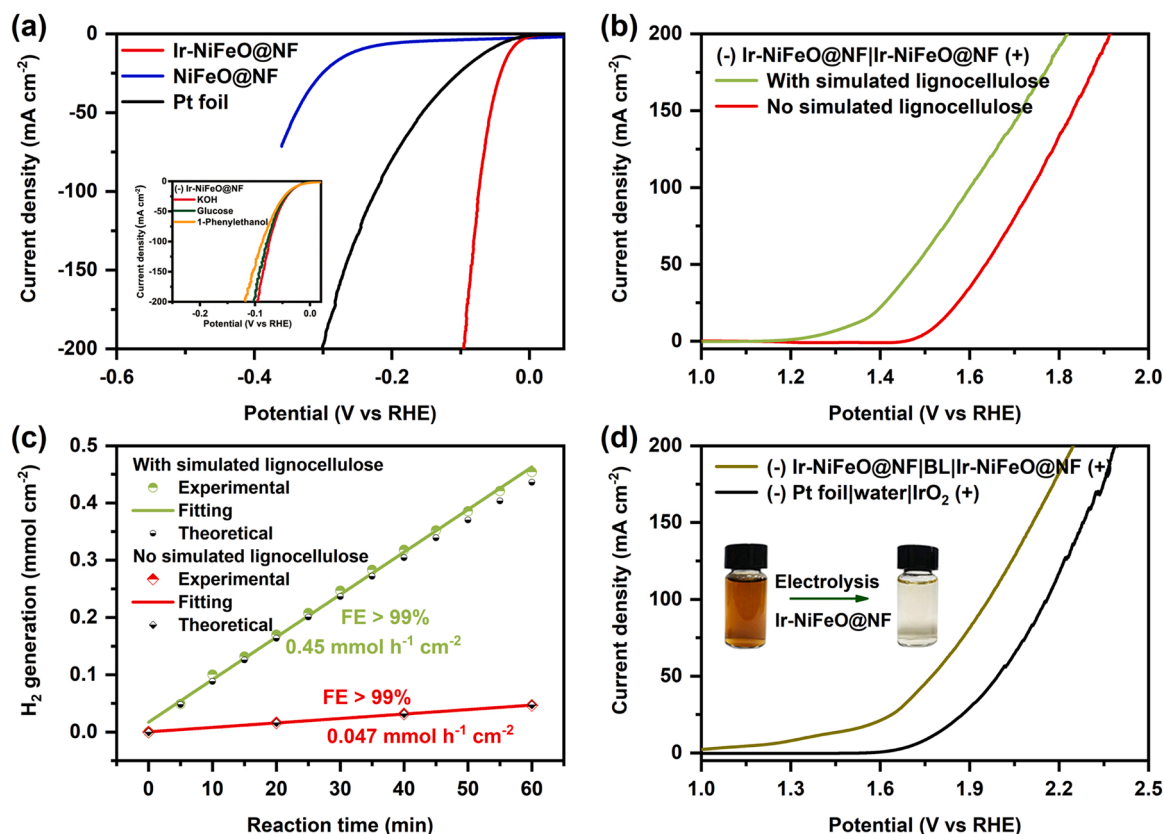 (a)
Ir-NiFeO@NF
NiFeO@NF
Pt foil
(-) Ir-NiFeO@NF
KOH
Glucose
1-Phenylethanol
0
-50
-100
-150
-200
-0.2
-0.1
0.0
Potential (V vs RHE)
Current density (mA cm⁻²)
0
-50
-100
-150
-200
-0.6
-0.4
-0.2
0.0
Potential (V vs RHE)
Current density (mA cm⁻²)
(b)
(-) Ir-NiFeO@NF|Ir-NiFeO@NF (+)
With simulated lignocellulose
No simulated lignocellulose
200
150
100
50
0
1.0
1.2
1.4
1.6
1.8
2.0
Potential (V vs RHE)
Current density (mA cm⁻²)
(c)
With simulated lignocellulose
Experimental
Fitting
Theoretical
No simulated lignocellulose
Experimental
Fitting
Theoretical
FE > 99%
0.45 mmol h⁻¹ cm⁻²
FE > 99%
0.047 mmol h⁻¹ cm⁻²
0.5
0.4
0.3
0.2
0.1
0.0
0
10
20
30
40
50
60
Reaction time (min)
H₂ generation (mmol cm⁻²)
(d)
(-) Ir-NiFeO@NF|BL|Ir-NiFeO@NF (+)
(-) Pt foil|water|IrO₂ (+)
Electrolysis
Ir-NiFeO@NF
200
150
100
50
0
1.0
1.3
1.6
1.9
2.2
2.5
Potential (V vs RHE)
Current density (mA cm⁻²)